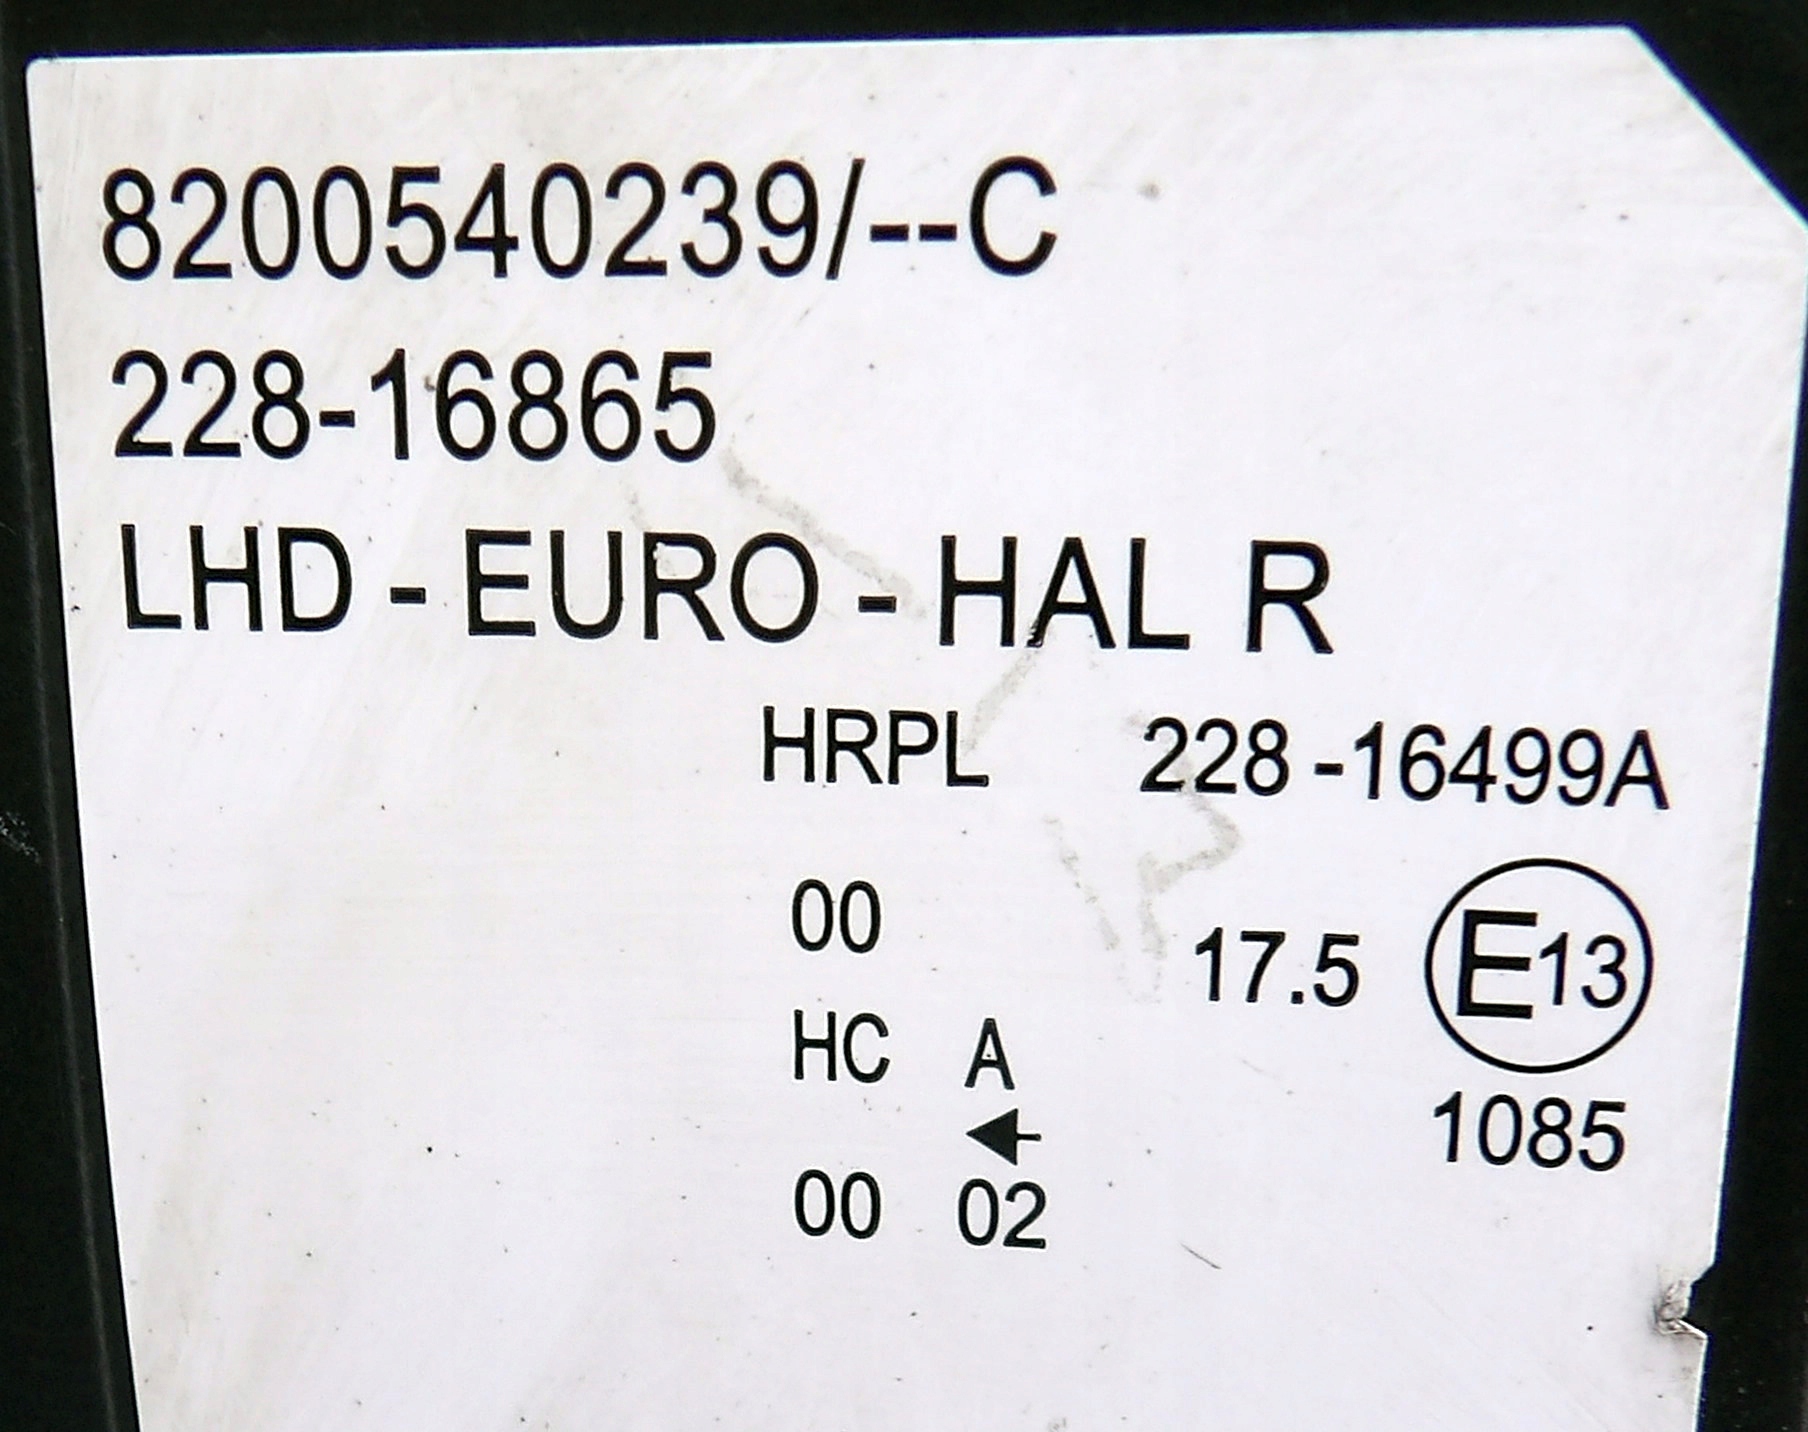 8200540239/--C
228-16865
LHD - EURO - HAL R
HRPL 228 -16499A
00
17.5 E13
HC A
1085
00 02